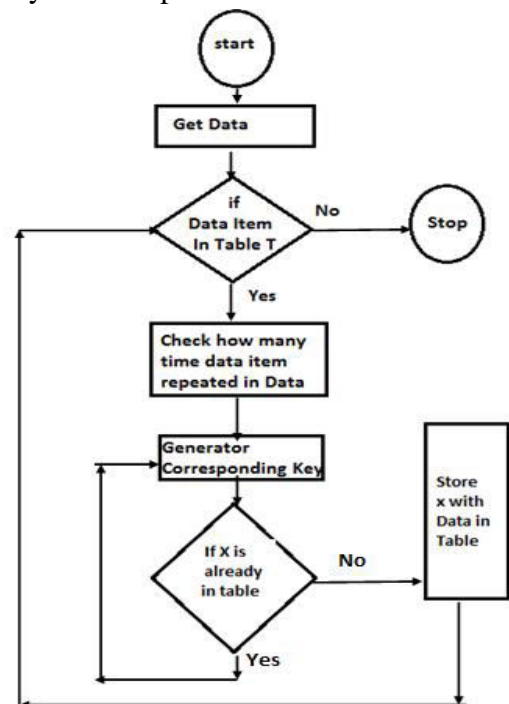 start
Get Data
if
Data Item
In Table T
No
Stop
Yes
Check how many
time data item
repeated in Data
Generator
Corresponding Key
Store
x with
Data in
Table
If X is
already
in table
No
Yes